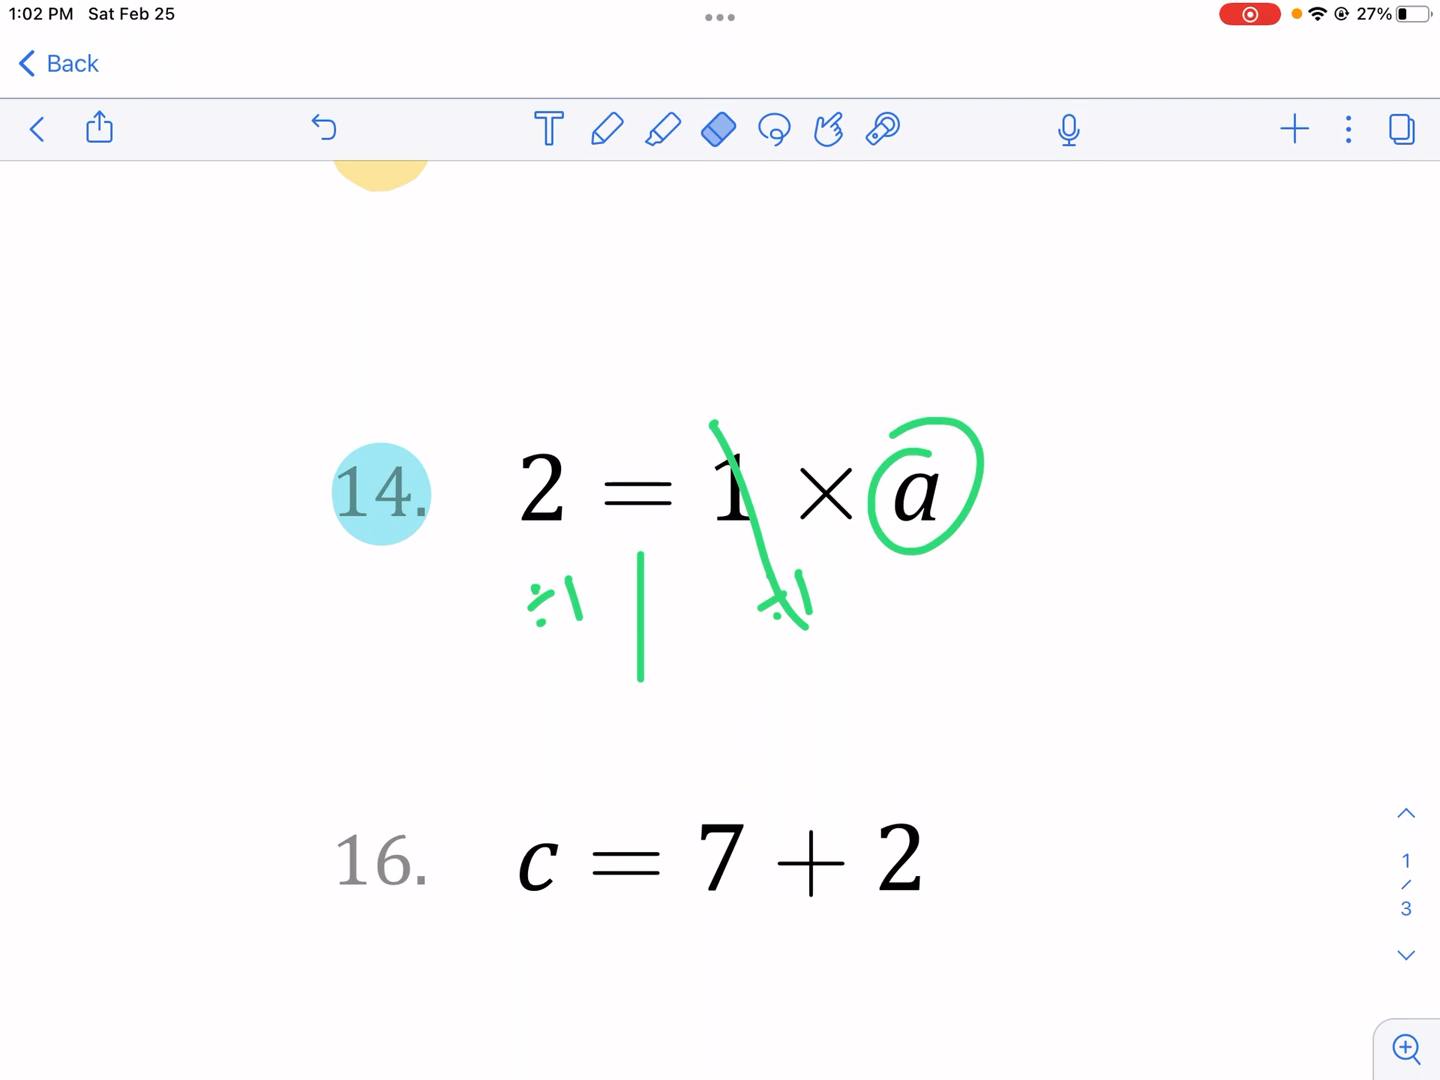 1:02 PM Sat Feb 25
27%
Back
14. 2 = 1 × a
÷1 ÷1
16. c = 7 + 2
1
/
3